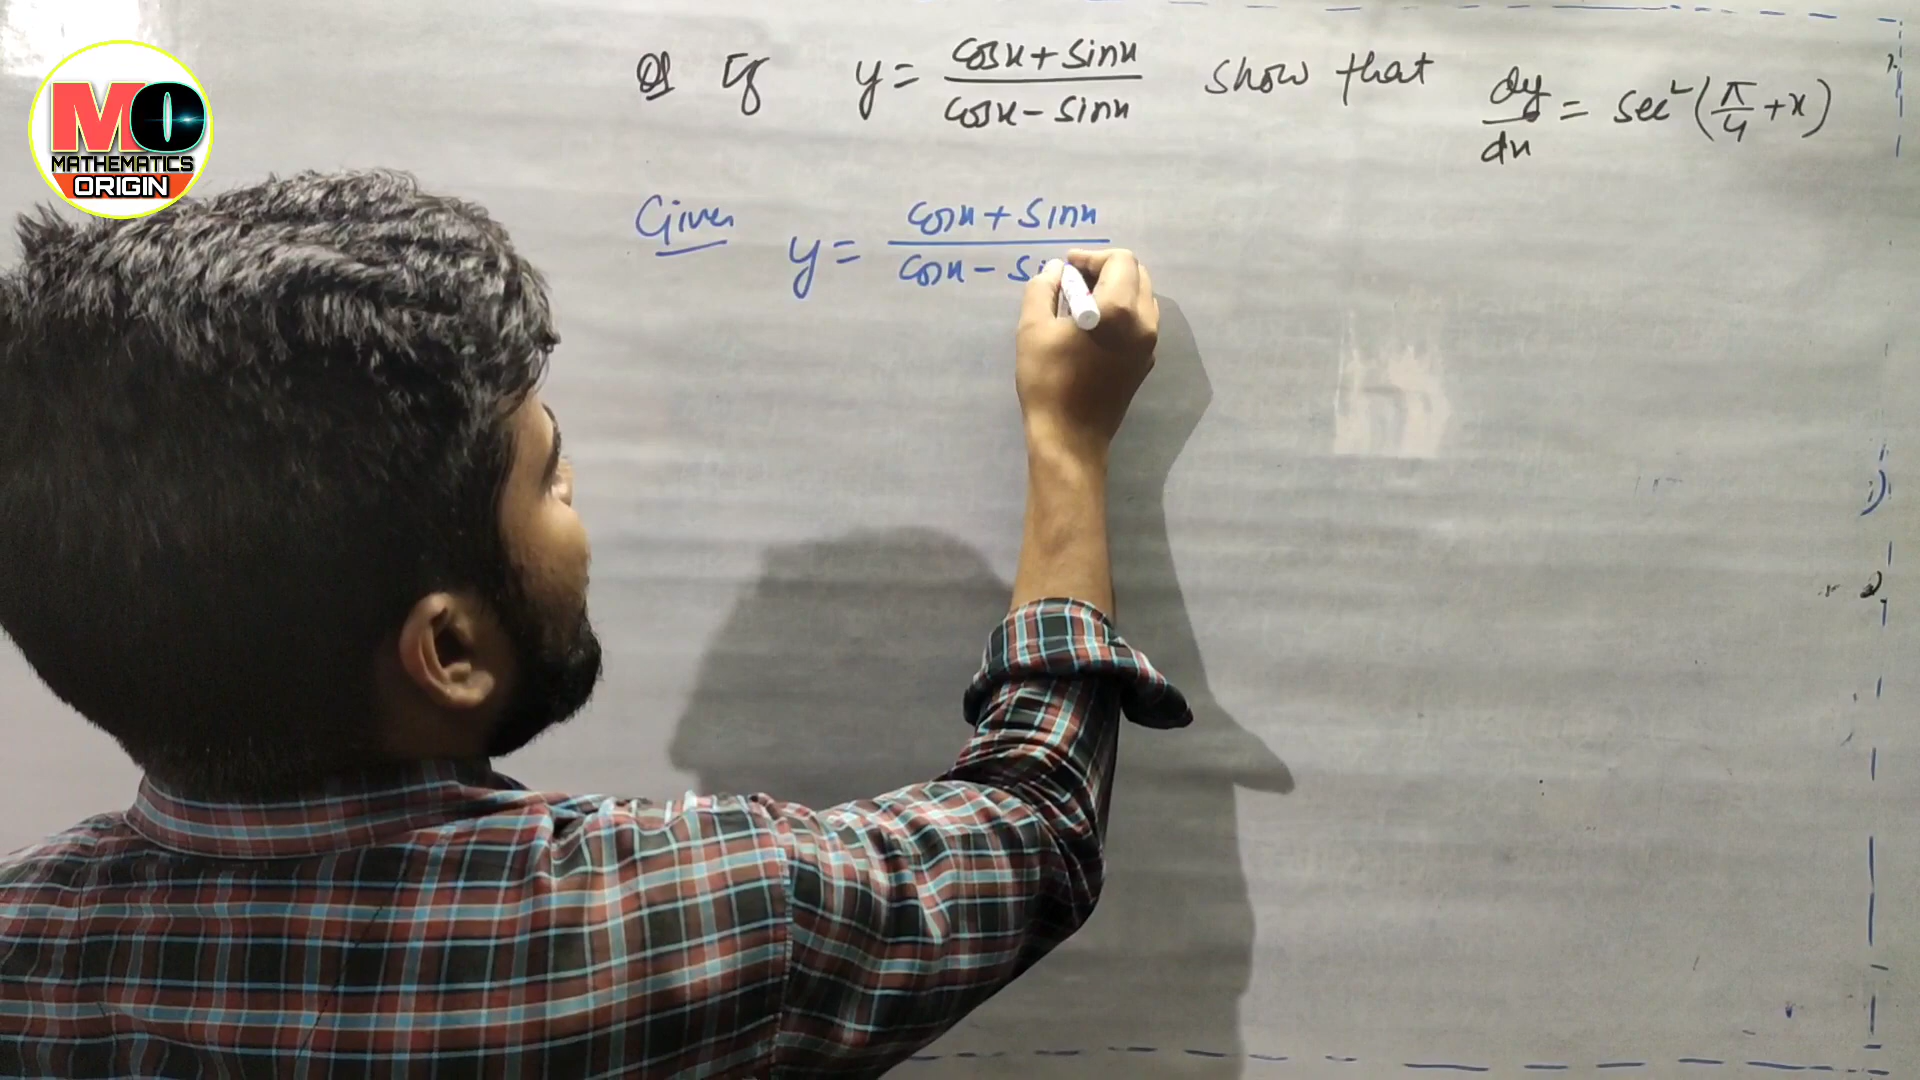 MO
MATHEMATICS
ORIGIN
Q1 If y = (cosx + sinx)/(cosx - sinx) show that dy/dx = sec²(π/4 + x)
Given y = (cosx + sinx)/(cosx - si